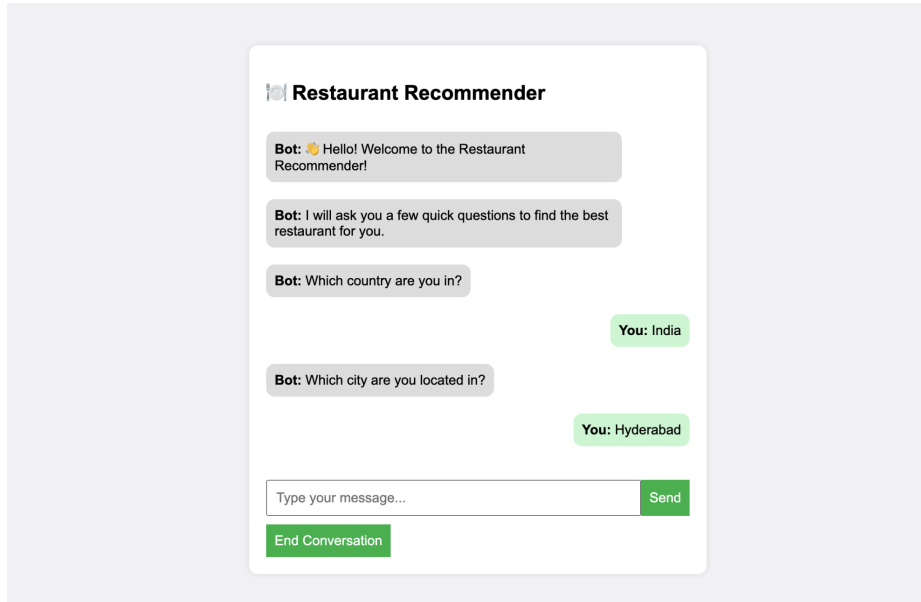 🍽 Restaurant Recommender
Bot: 👋 Hello! Welcome to the Restaurant
Recommender!
Bot: I will ask you a few quick questions to find the best
restaurant for you.
Bot: Which country are you in?
You: India
Bot: Which city are you located in?
You: Hyderabad
Type your message...
Send
End Conversation